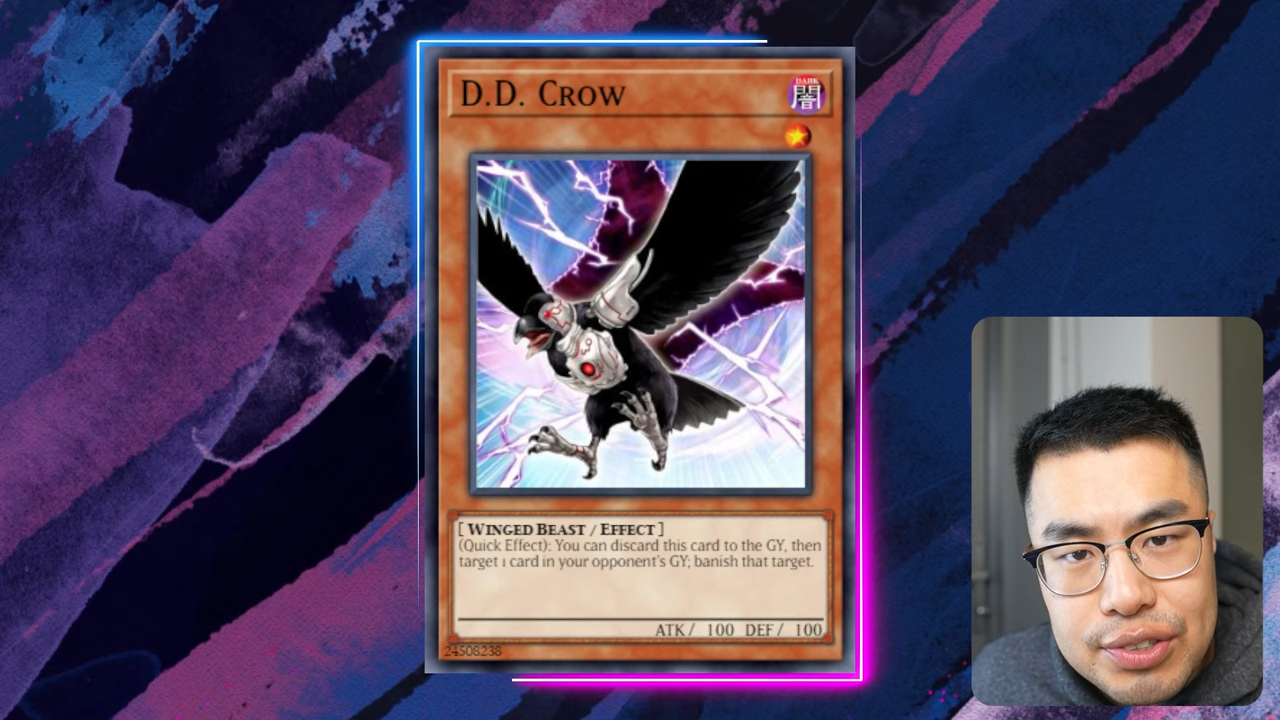 D.D. Crow
DARK
闇
[ Winged Beast / Effect ]
(Quick Effect): You can discard this card to the GY, then
target 1 card in your opponent's GY; banish that target.
ATK / 100 DEF / 100
24508238